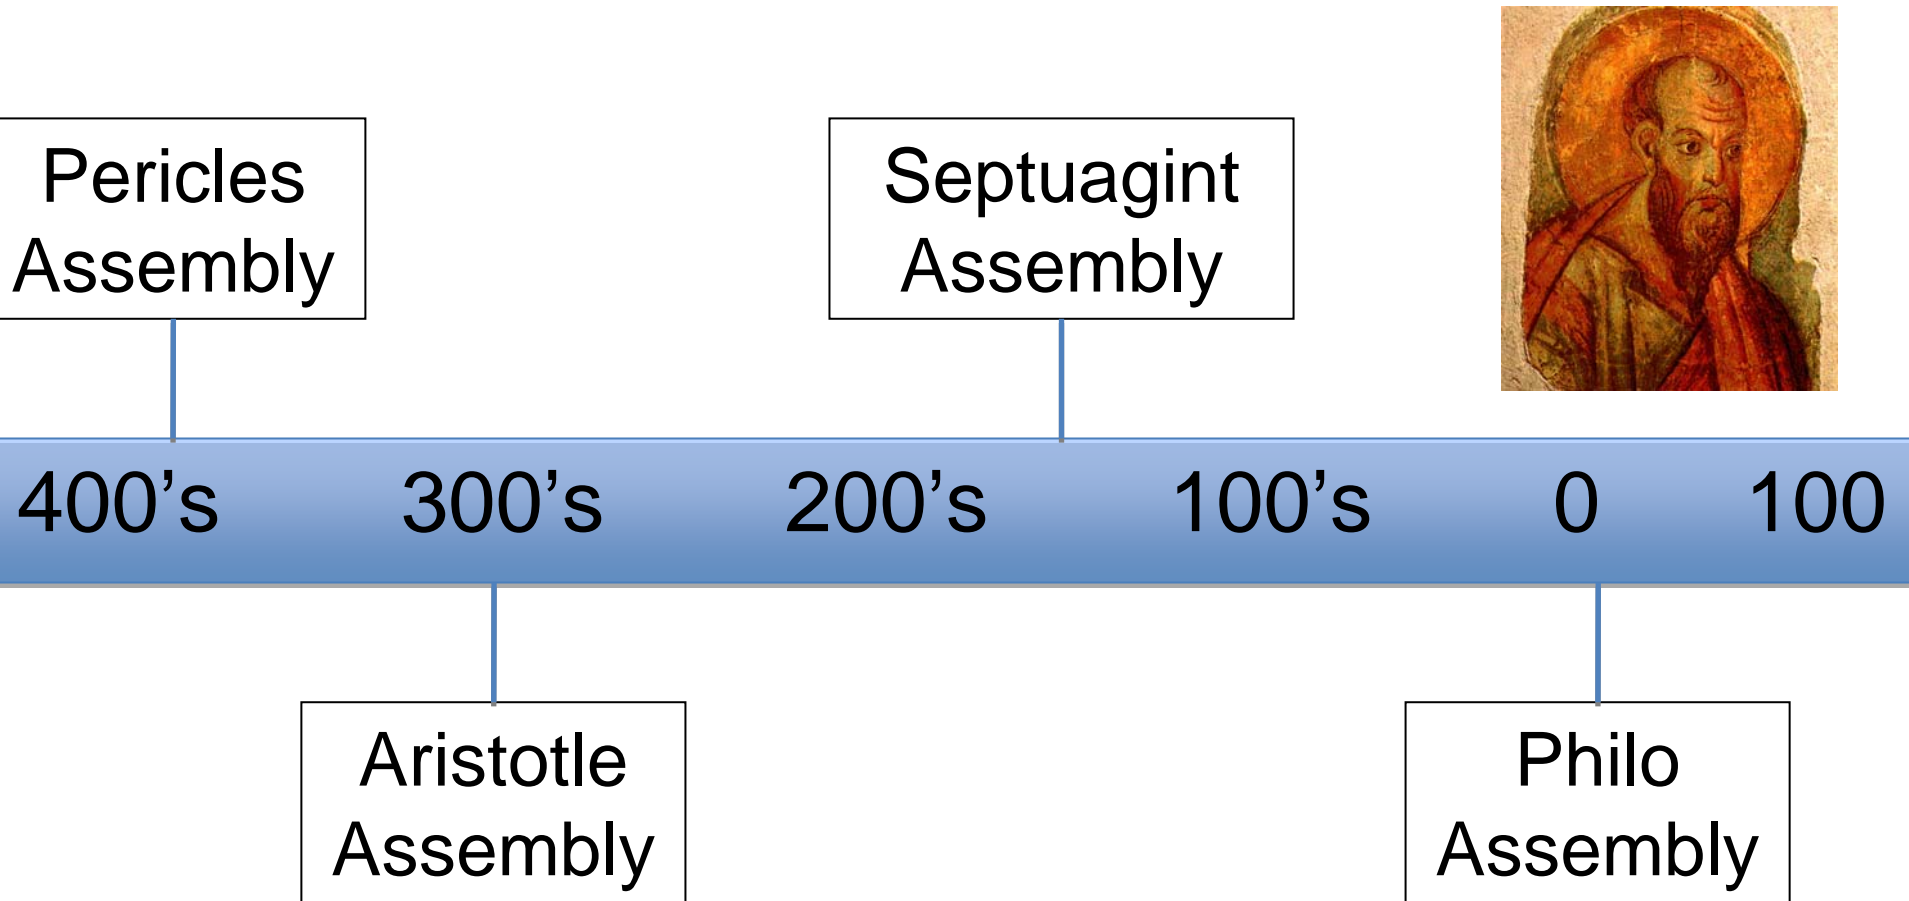 Pericles
Assembly
Septuagint
Assembly
400’s 300’s 200’s 100’s 0 100
Aristotle
Assembly
Philo
Assembly